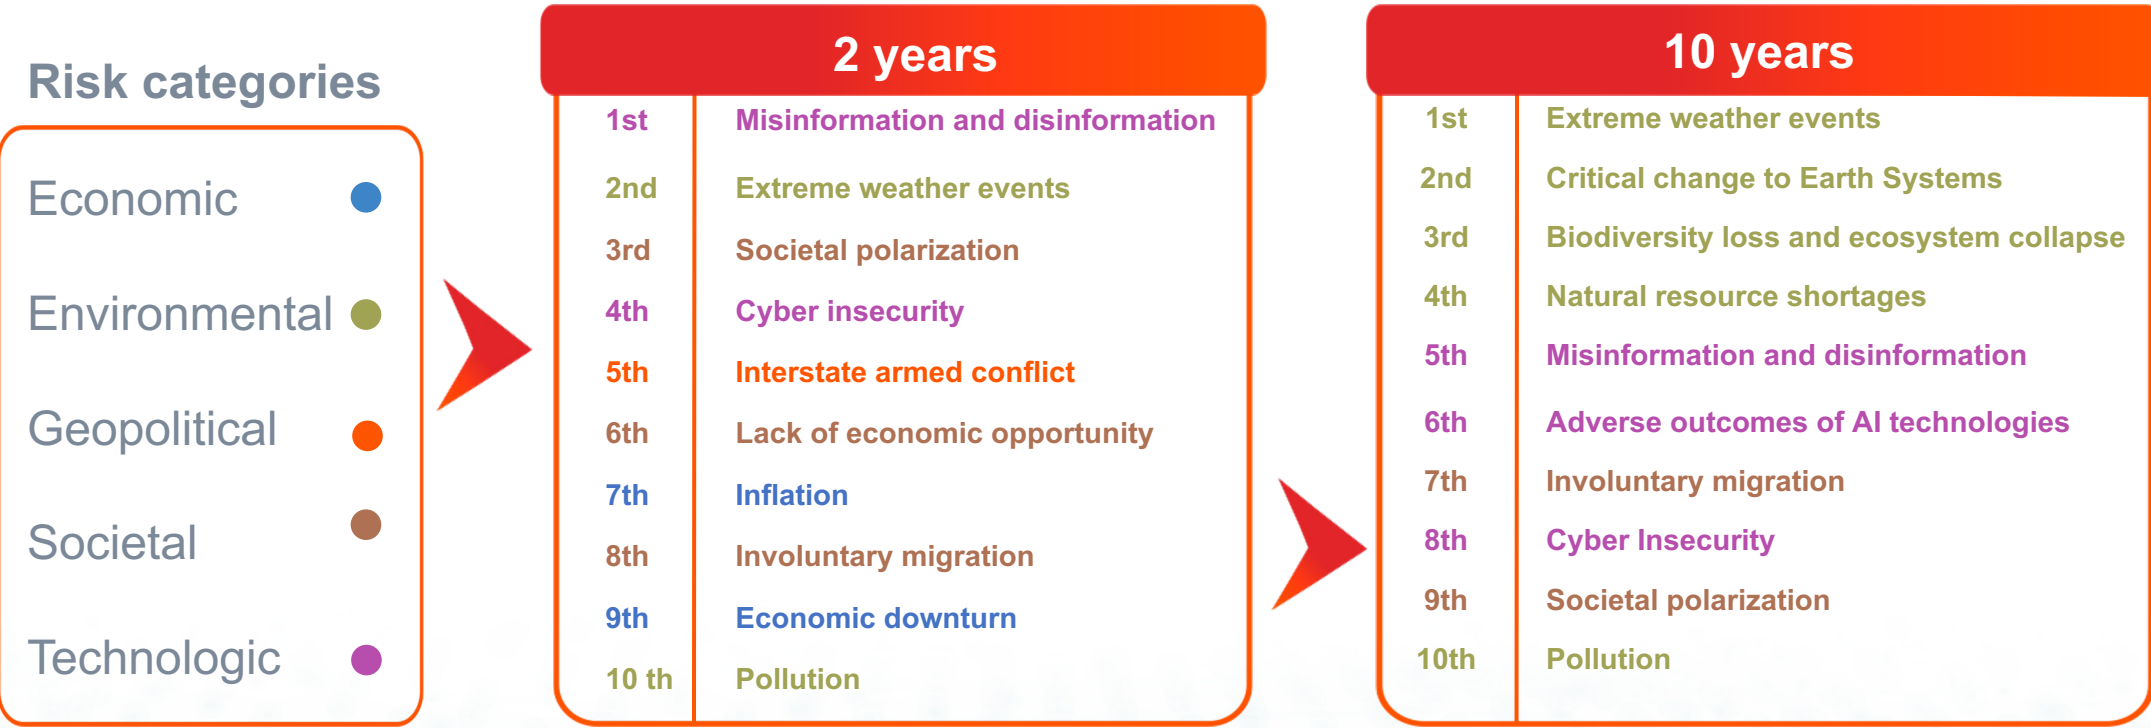 Risk categories
Economic
Environmental
Geopolitical
Societal
Technologic
2 years
1st Misinformation and disinformation
2nd Extreme weather events
3rd Societal polarization
4th Cyber insecurity
5th Interstate armed conflict
6th Lack of economic opportunity
7th Inflation
8th Involuntary migration
9th Economic downturn
10 th Pollution
10 years
1st Extreme weather events
2nd Critical change to Earth Systems
3rd Biodiversity loss and ecosystem collapse
4th Natural resource shortages
5th Misinformation and disinformation
6th Adverse outcomes of AI technologies
7th Involuntary migration
8th Cyber Insecurity
9th Societal polarization
10th Pollution